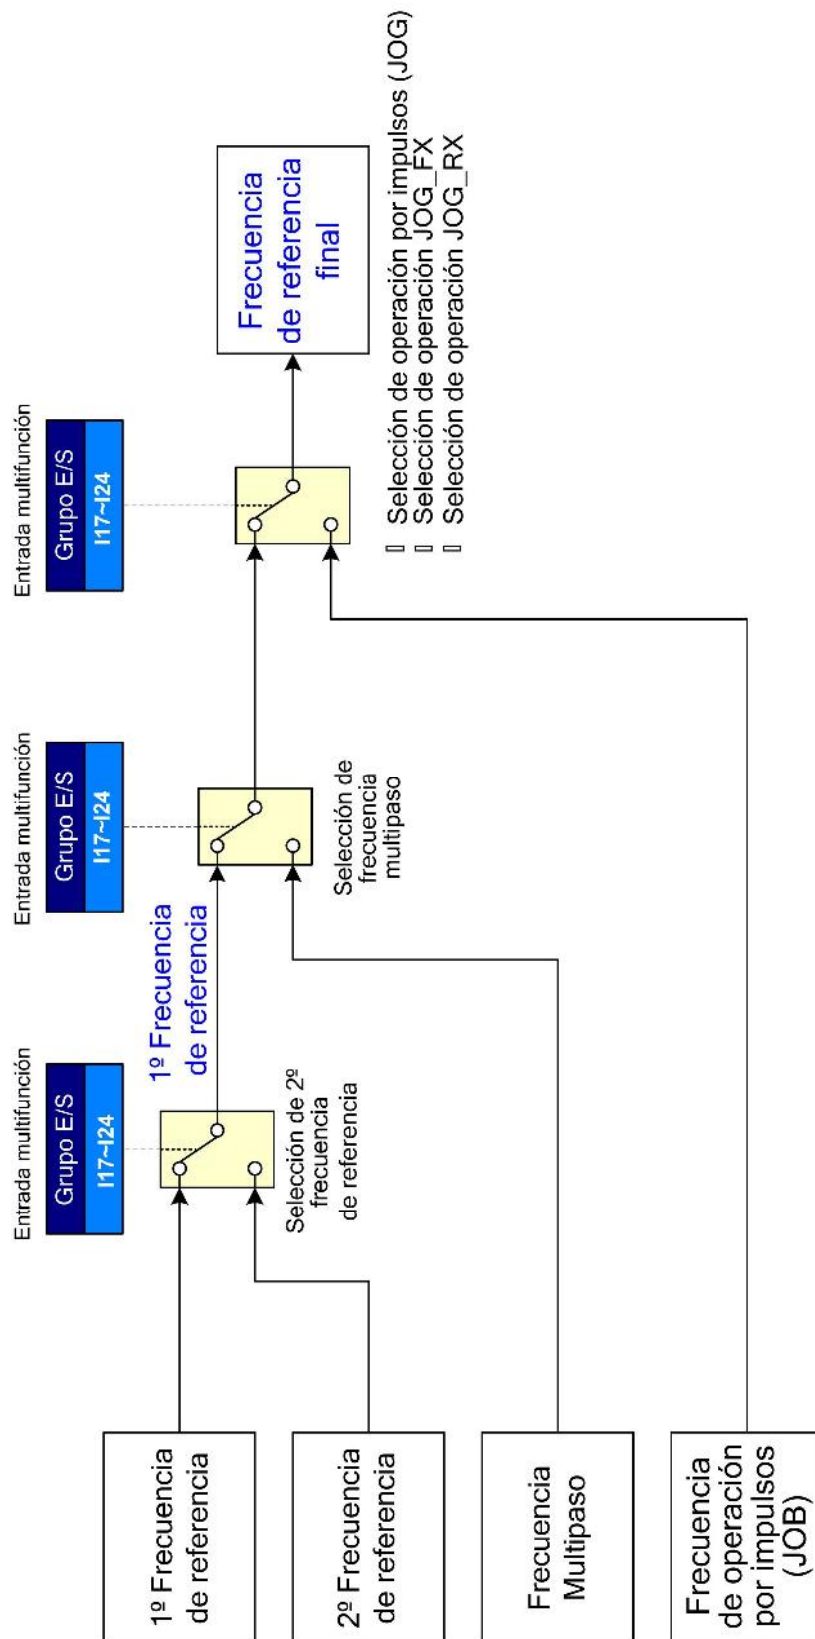 Entrada multifunción
Grupo E/S
I17~I24
Entrada multifunción
Grupo E/S
I17~I24
Entrada multifunción
Grupo E/S
I17~I24
1º Frecuencia
de referencia
2º Frecuencia
de referencia
Frecuencia
Multipaso
Frecuencia
de operación
por impulsos
(JOB)
Selección de 2º
frecuencia
de referencia
1º Frecuencia
de referencia
Selección de
frecuencia
multipaso
Frecuencia
de referencia
final
▯ Selección de operación por impulsos (JOG)
▯ Selección de operación JOG_FX
▯ Selección de operación JOG_RX